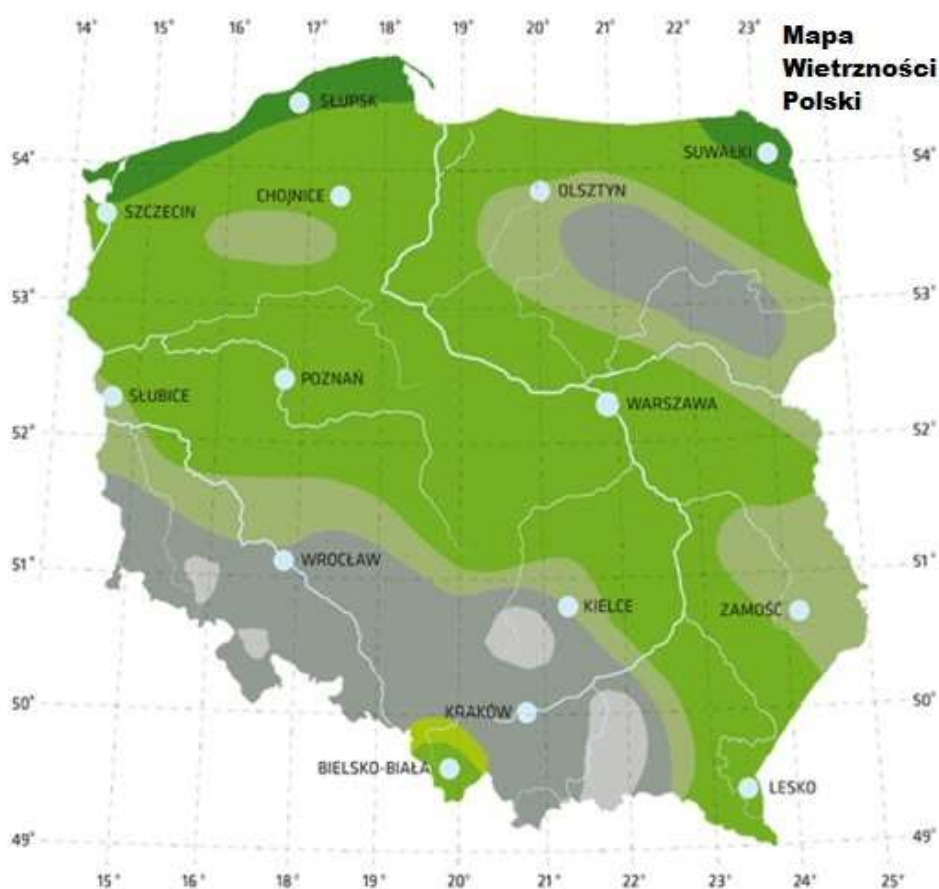 14° 15° 16° 17° 18° 19° 20° 21° 22° 23°
Mapa
Wietrzności
Polski
SŁUPSK
54° SUWAŁKI 54°
CHOJNICE OLSZTYN
SZCZECIN
53° 53°
POZNAŃ
SŁUBICE WARSZAWA
52° 52°
51° WROCŁAW 51°
KIELCE ZAMOŚĆ
50° KRAKÓW 50°
BIELSKO-BIAŁA LESKO
49° 49°
15° 16° 18° 19° 20° 21° 22° 23° 24° 25°